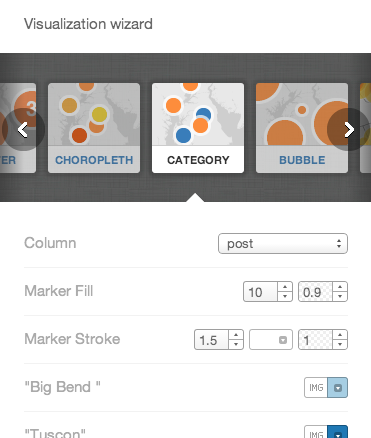 Visualization wizard
3
ER CHOROPLETH CATEGORY BUBBLE
Column post
Marker Fill 10 0.9
Marker Stroke 1.5 1
"Big Bend " IMG
"Tuscon" IMG